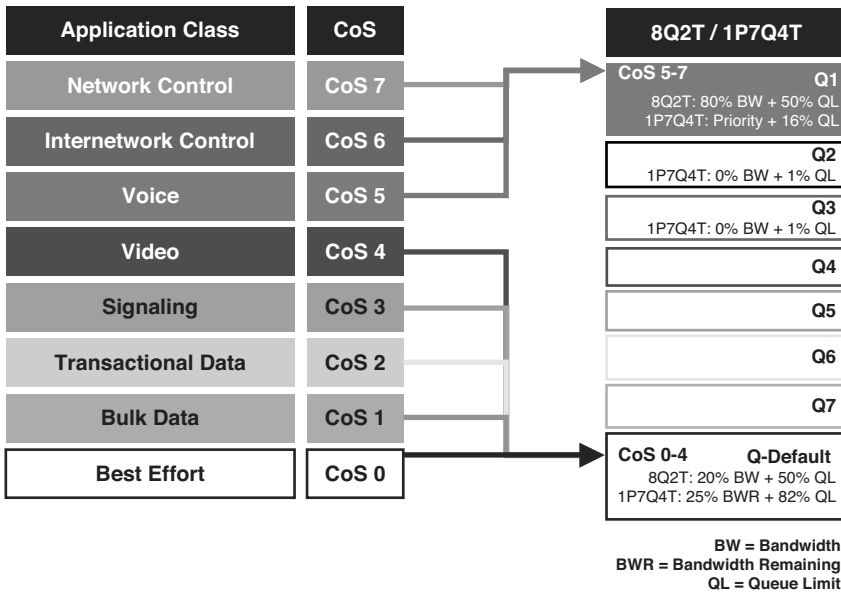 Application Class CoS
Network Control CoS 7
Internetwork Control CoS 6
Voice CoS 5
Video CoS 4
Signaling CoS 3
Transactional Data CoS 2
Bulk Data CoS 1
Best Effort CoS 0
8Q2T / 1P7Q4T
CoS 5-7 Q1
8Q2T: 80% BW + 50% QL
1P7Q4T: Priority + 16% QL
Q2
1P7Q4T: 0% BW + 1% QL
Q3
1P7Q4T: 0% BW + 1% QL
Q4
Q5
Q6
Q7
CoS 0-4 Q-Default
8Q2T: 20% BW + 50% QL
1P7Q4T: 25% BWR + 82% QL
BW = Bandwidth
BWR = Bandwidth Remaining
QL = Queue Limit